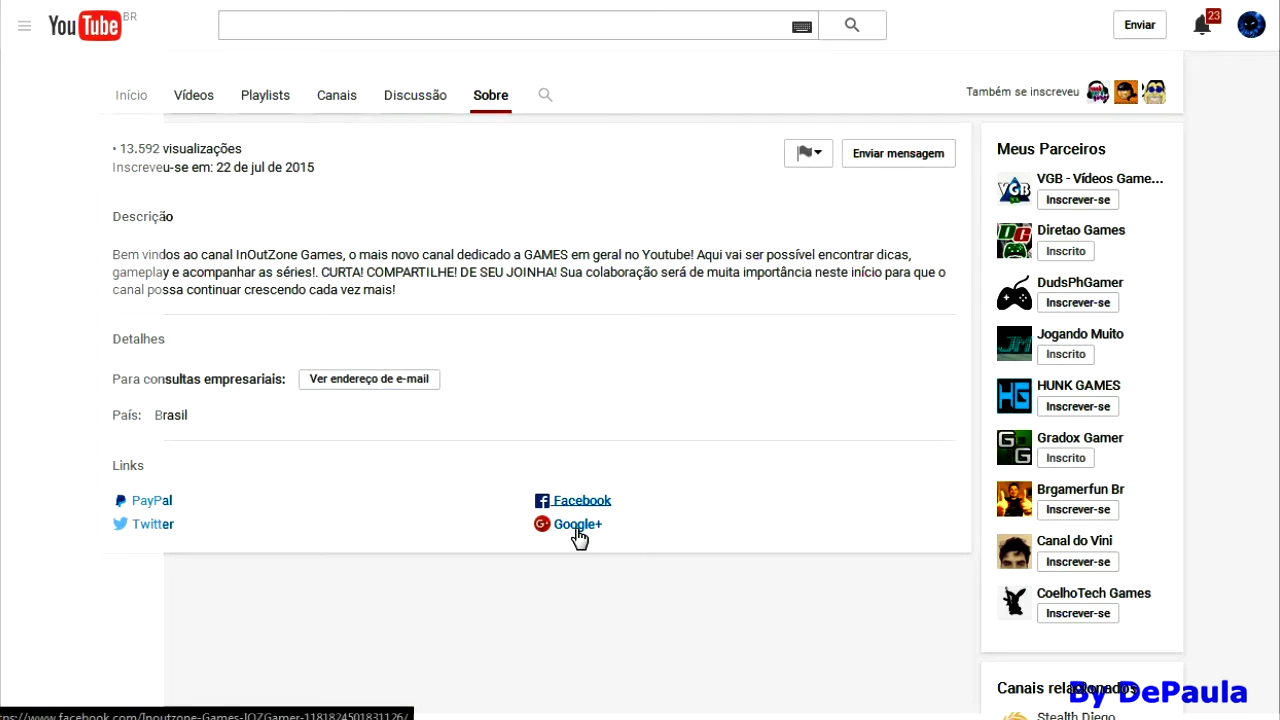 YouTube BR
Enviar
23
Início Vídeos Playlists Canais Discussão Sobre
Também se inscreveu
• 13.592 visualizações
Inscreveu-se em: 22 de jul de 2015
Enviar mensagem
Descrição
Bem vindos ao canal InOutZone Games, o mais novo canal dedicado a GAMES em geral no Youtube! Aqui vai ser possível encontrar dicas,
gameplay e acompanhar as séries!. CURTA! COMPARTILHE! DE SEU JOINHA! Sua colaboração será de muita importância neste início para que o
canal possa continuar crescendo cada vez mais!
Detalhes
Para consultas empresariais: Ver endereço de e-mail
País: Brasil
Links
PayPal
Facebook
Twitter
Google+
Meus Parceiros
VGB - Vídeos Game...
Inscrever-se
Diretao Games
Inscrito
DudsPhGamer
Inscrever-se
Jogando Muito
Inscrito
HUNK GAMES
Inscrever-se
Gradox Gamer
Inscrito
Brgamerfun Br
Inscrever-se
Canal do Vini
Inscrever-se
CoelhoTech Games
Inscrever-se
Canais relacionados
By DePaula
Stealth Diego